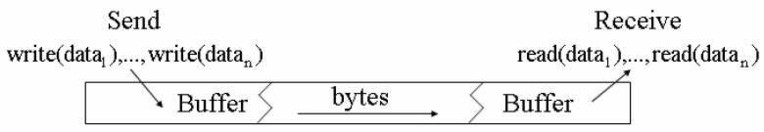 Send Receive
write(data₁),...,write(dataₙ) read(data₁),...,read(dataₙ)
Buffer bytes Buffer